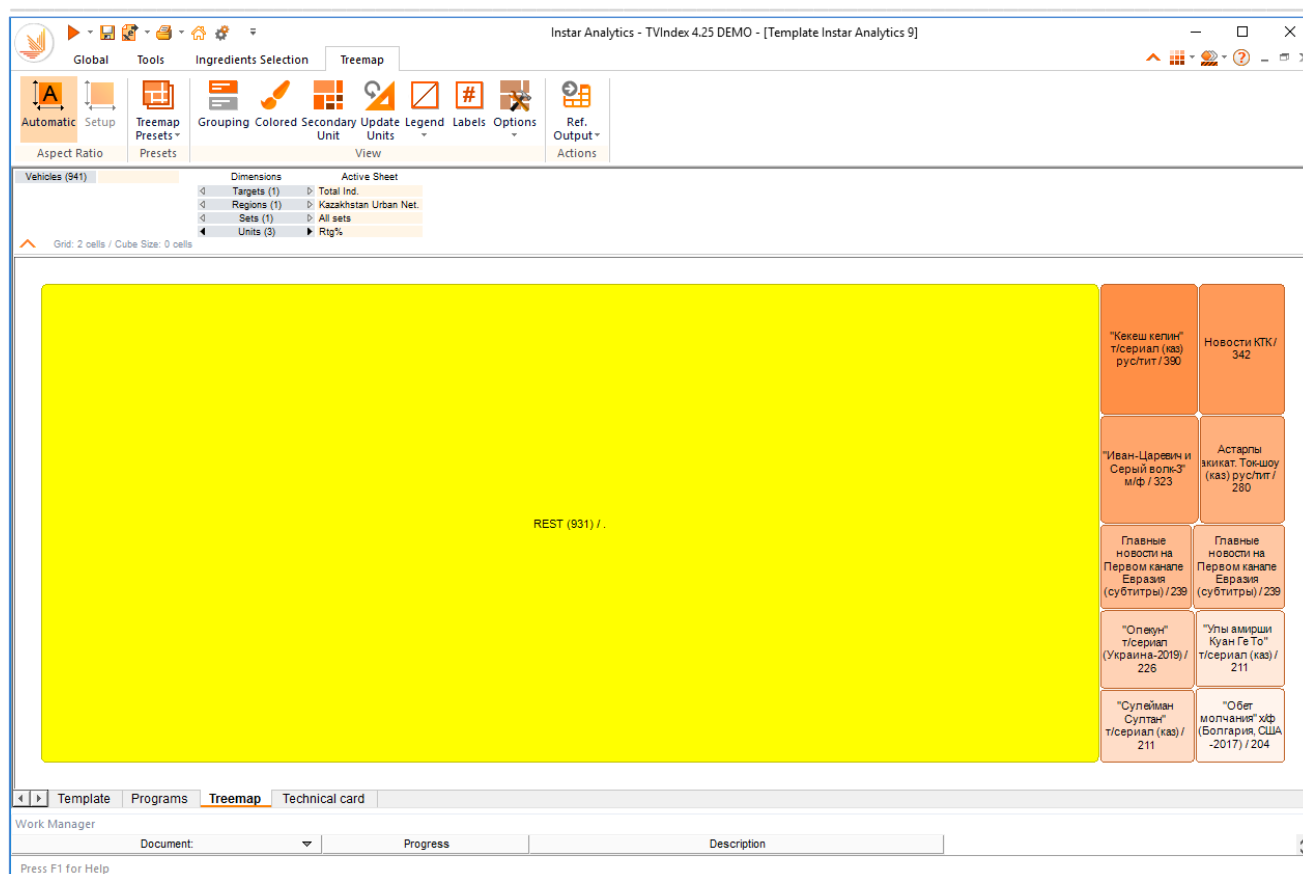 Instar Analytics - TVIndex 4.25 DEMO - [Template Instar Analytics 9]
Global Tools Ingredients Selection Treemap
Automatic Setup Treemap Presets Grouping Colored Secondary Unit Update Units Legend Labels Options Ref. Output
Aspect Ratio Presets View Actions
Vehicles (941) Dimensions Active Sheet
Targets (1) Total Ind.
Regions (1) Kazakhstan Urban Net.
Sets (1) All sets
Units (3) Rtg%
Grid: 2 cells / Cube Size: 0 cells
REST (931) / .
"Кекеш келин"
т/сериал (каз)
рус/тит / 390
Новости КТК /
342
"Иван-Царевич и
Серый волк-3"
м/ф / 323
Астарлы
акикат. Ток-шоу
(каз) рус/тит /
280
Главные
новости на
Первом канале
Евразия
(субтитры) / 239
Главные
новости на
Первом канале
Евразия
(субтитры) / 239
"Опекун"
т/сериал
(Украина-2019) /
226
"Улы амирши
Куан Ге То"
т/сериал (каз) /
211
"Сулейман
Султан"
т/сериал (каз) /
211
"Обет
молчания" х/ф
(Болгария, США
-2017) / 204
Template Programs Treemap Technical card
Work Manager
Document: Progress Description
Press F1 for Help